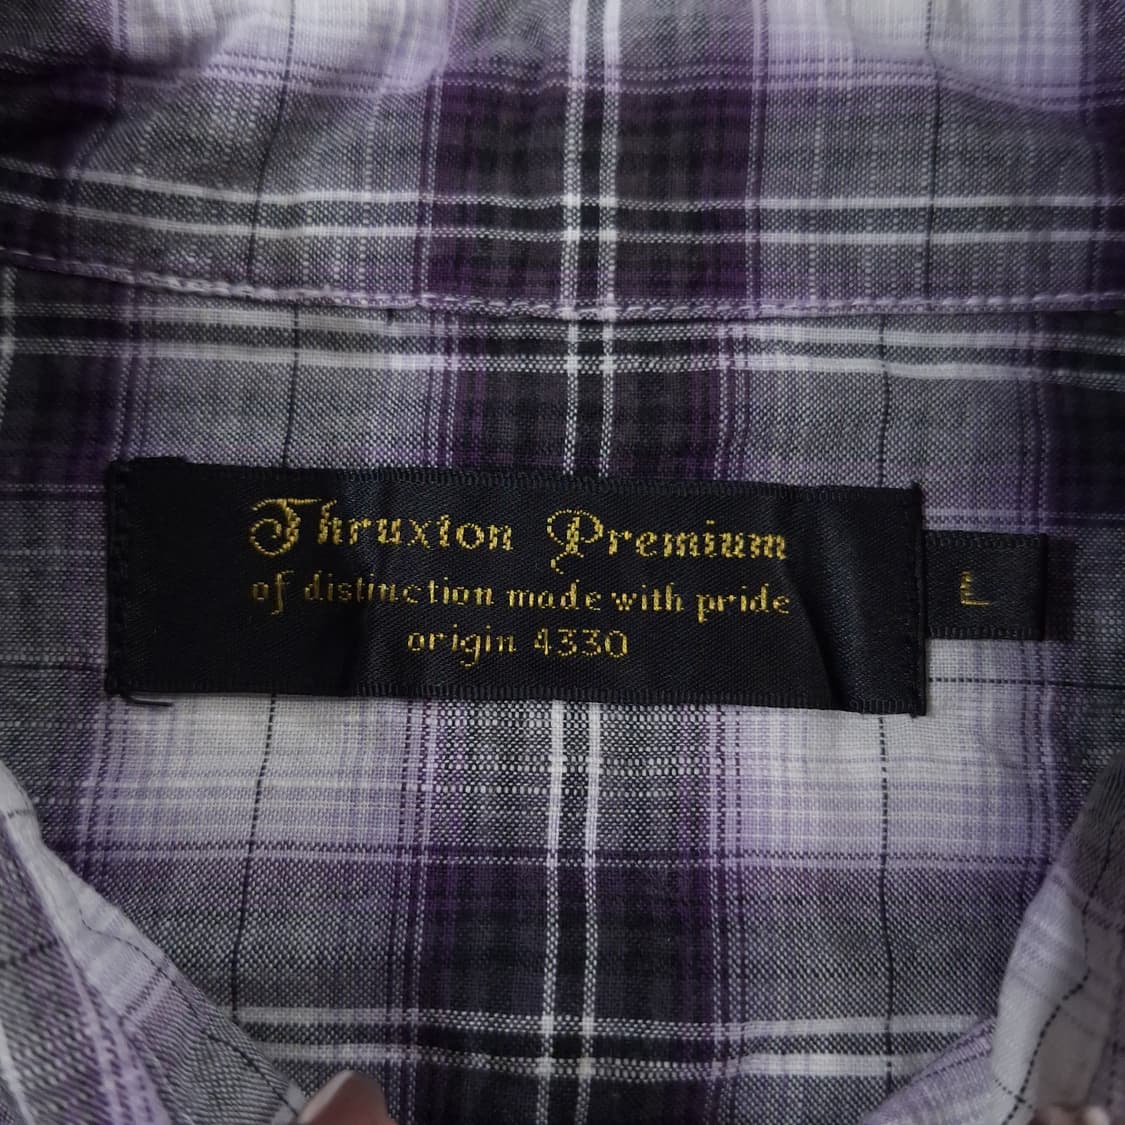 Thruxton Premium
of distinction made with pride
origin 4330
L